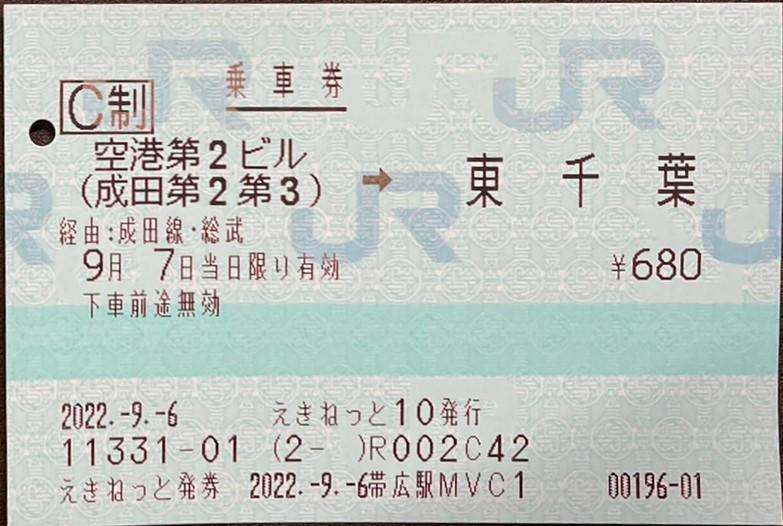 乗車券
C制
空港第2ビル
(成田第2第3) → 東千葉
経由:成田線・総武
9月 7日当日限り有効 ¥680
下車前途無効
2022.-9.-6 えきねっと10発行
11331-01 (2- )R002C42
えきねっと発券 2022.-9.-6帯広駅MVC1 00196-01
JR
JR
JR
JR